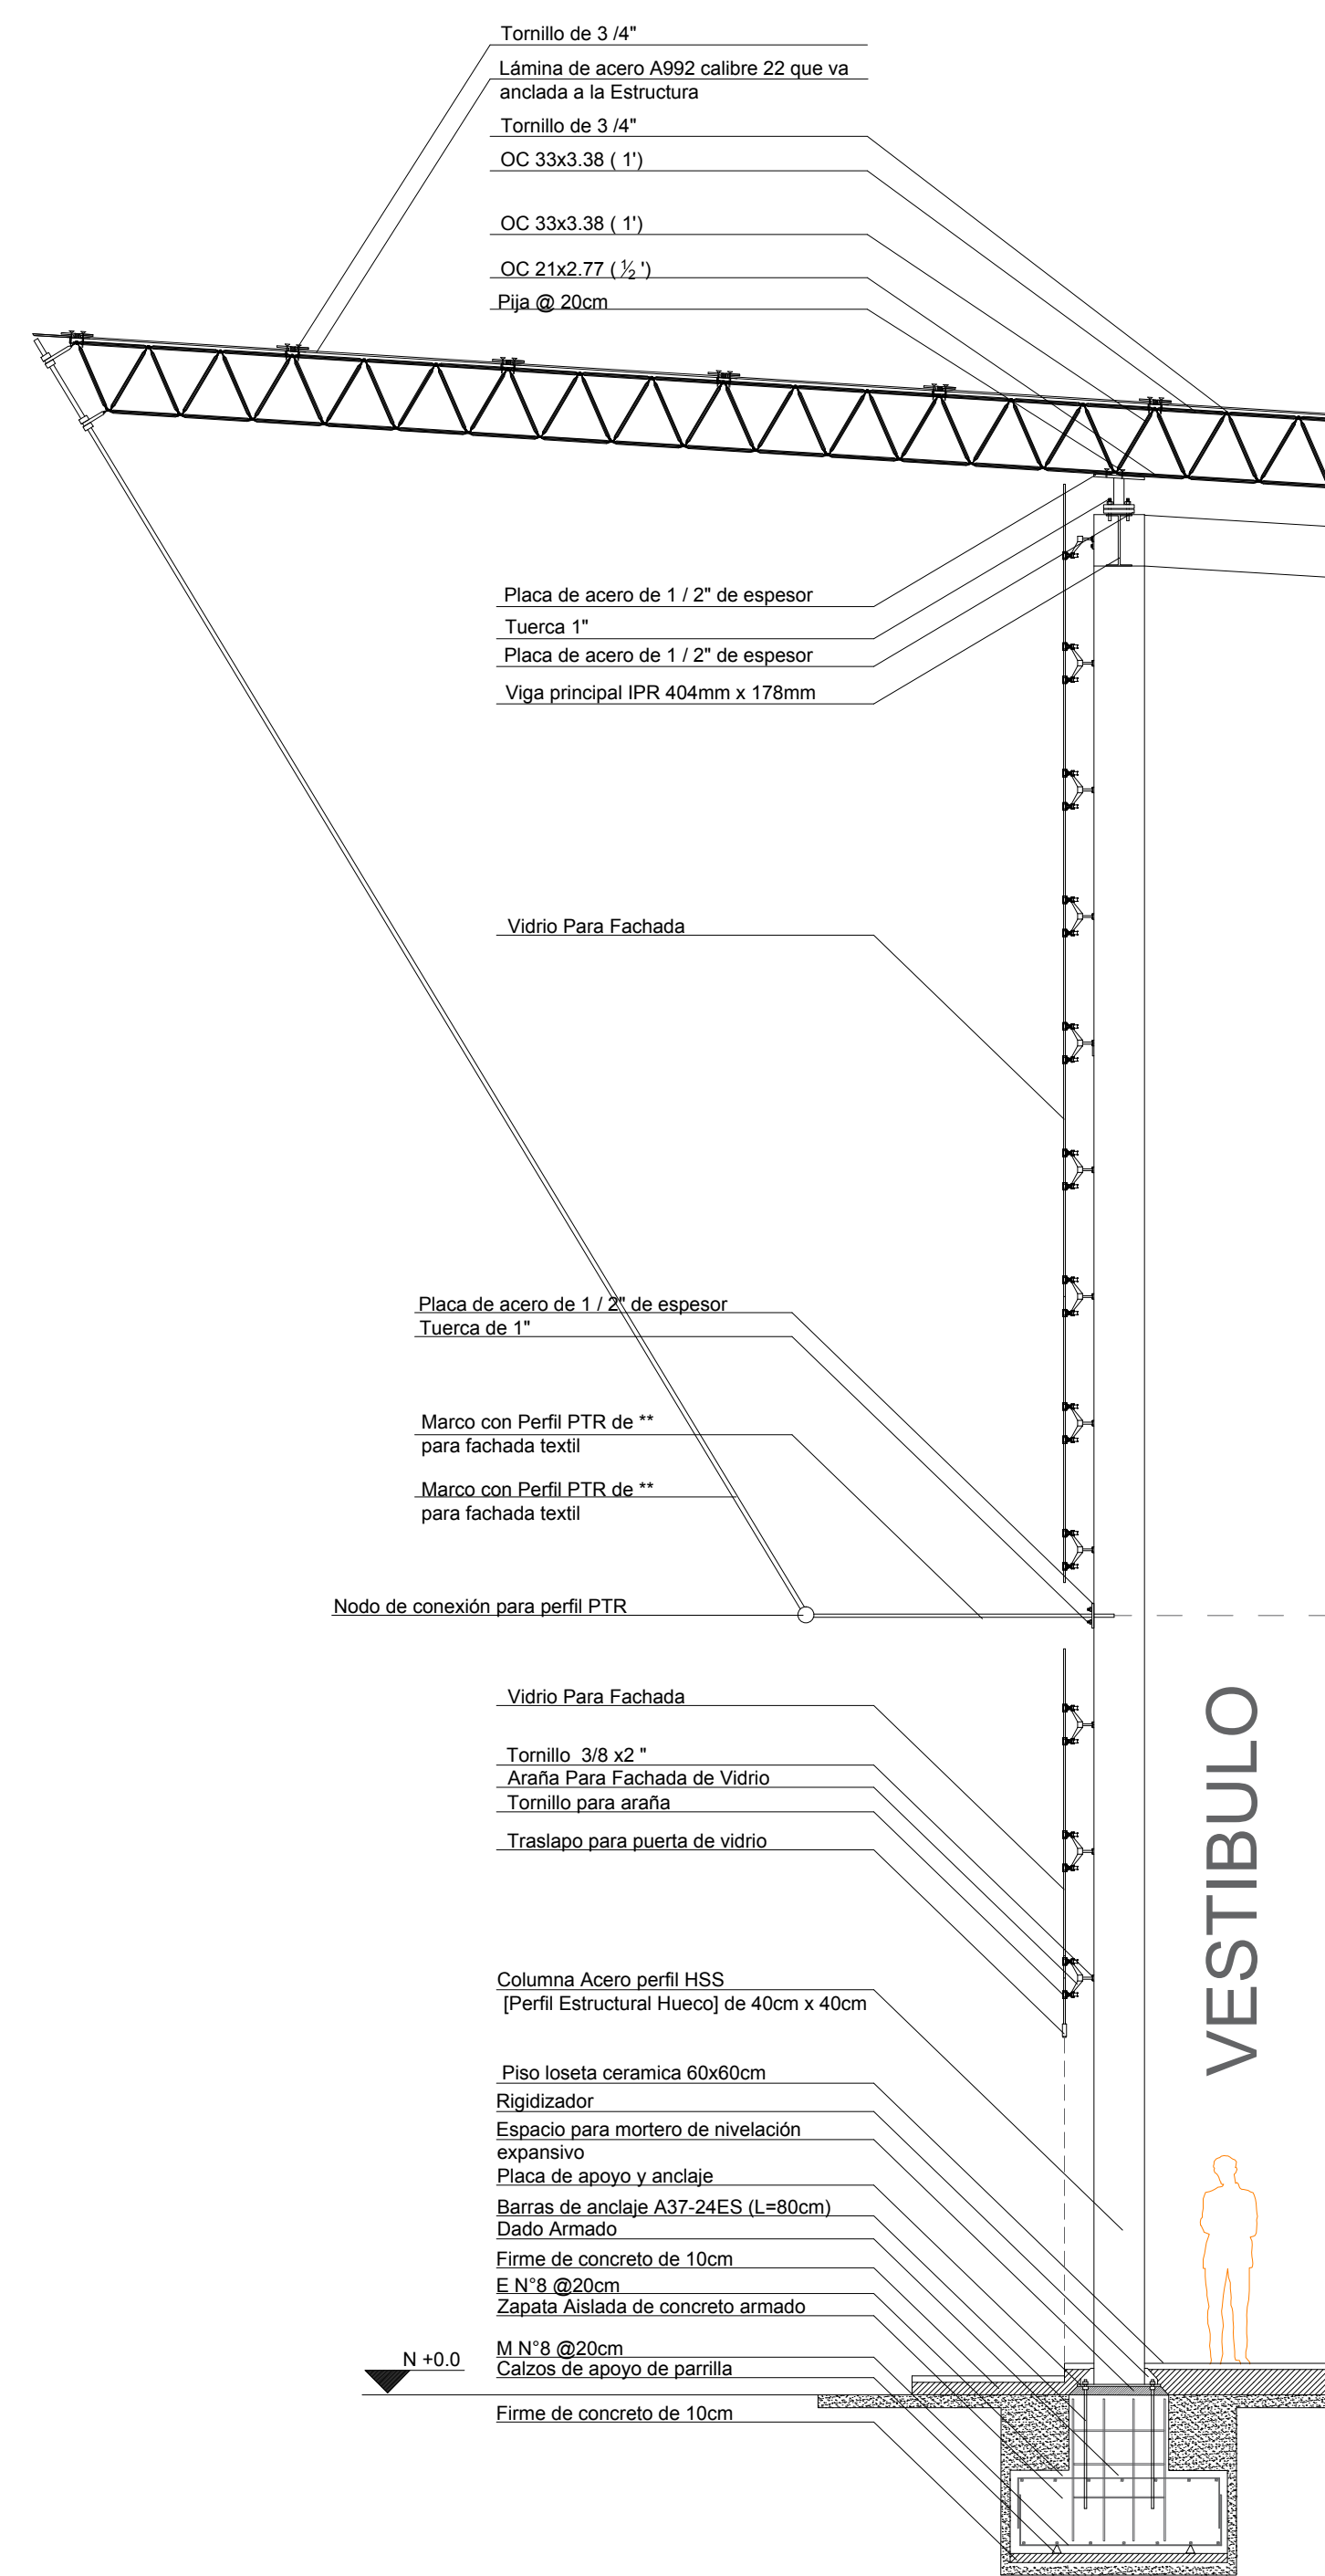 Tornillo de 3 /4"
Lámina de acero A992 calibre 22 que va
anclada a la Estructura
Tornillo de 3 /4"
OC 33x3.38 ( 1')
OC 33x3.38 ( 1')
OC 21x2.77 ( ½ ')
Pija @ 20cm
Placa de acero de 1 / 2" de espesor
Tuerca 1"
Placa de acero de 1 / 2" de espesor
Viga principal IPR 404mm x 178mm
Vidrio Para Fachada
Placa de acero de 1 / 2" de espesor
Tuerca de 1"
Marco con Perfil PTR de **
para fachada textil
Marco con Perfil PTR de **
para fachada textil
Nodo de conexión para perfil PTR
Vidrio Para Fachada
Tornillo 3/8 x2 "
Araña Para Fachada de Vidrio
Tornillo para araña
Traslapo para puerta de vidrio
VESTIBULO
Columna Acero perfil HSS
[Perfil Estructural Hueco] de 40cm x 40cm
Piso loseta ceramica 60x60cm
Rigidizador
Espacio para mortero de nivelación
expansivo
Placa de apoyo y anclaje
Barras de anclaje A37-24ES (L=80cm)
Dado Armado
Firme de concreto de 10cm
E N°8 @20cm
Zapata Aislada de concreto armado
M N°8 @20cm
N +0.0
Calzos de apoyo de parrilla
Firme de concreto de 10cm